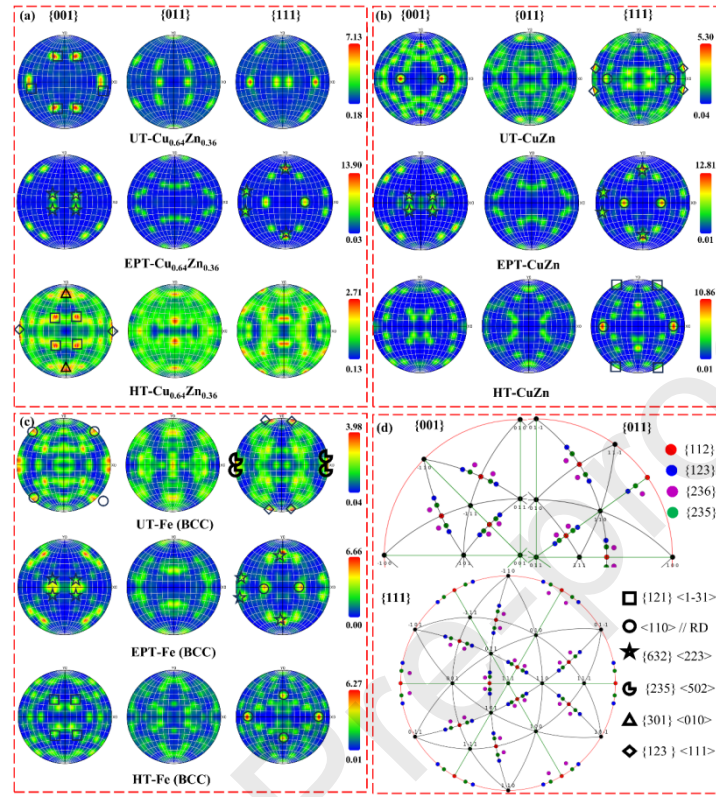 (a) {001} {011} {111}
7.13
0.18
UT-Cu0.64Zn0.36
13.90
0.03
EPT-Cu0.64Zn0.36
2.71
0.13
HT-Cu0.64Zn0.36
(b) {001} {011} {111}
5.30
0.04
UT-CuZn
12.81
0.01
EPT-CuZn
10.86
0.01
HT-CuZn
(c)
3.98
0.04
UT-Fe (BCC)
6.66
0.00
EPT-Fe (BCC)
6.27
0.01
HT-Fe (BCC)
(d) {001} {011}
{112}
{123}
{236}
{235}
{111}
{121} <1-31>
<110> // RD
{632} <223>
{235} <502>
{301} <010>
{123} <111>
Pre-pro